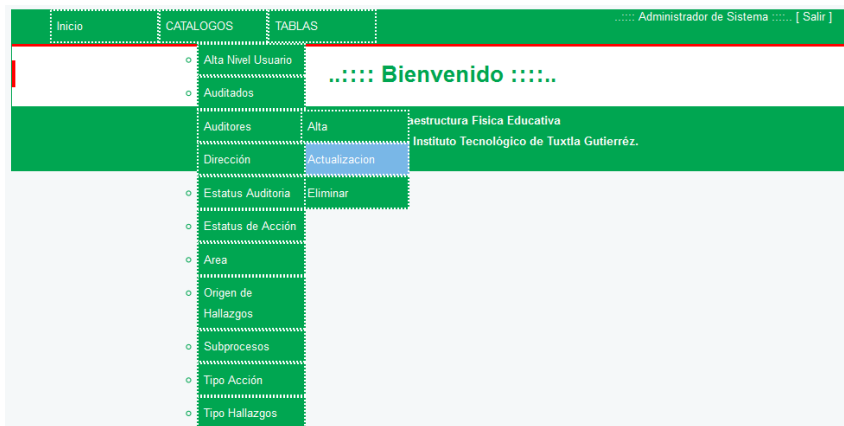 Inicio CATALOGOS TABLAS ..:::: Administrador de Sistema ::::.. [ Salir ]
Alta Nivel Usuario
..:::: Bienvenido ::::..
Auditados
Auditores Alta
aestructura Física Educativa
Instituto Tecnológico de Tuxtla Gutierréz.
Dirección Actualizacion
Estatus Auditoria Eliminar
Estatus de Acción
Area
Origen de
Hallazgos
Subprocesos
Tipo Acción
Tipo Hallazgos